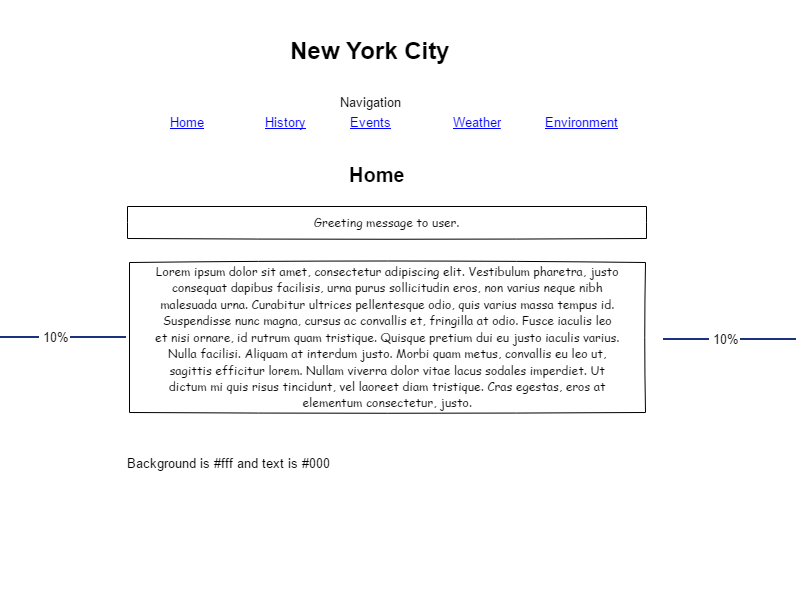 New York City
Navigation
Home History Events Weather Environment
Home
Greeting message to user.
Lorem ipsum dolor sit amet, consectetur adipiscing elit. Vestibulum pharetra, justo
consequat dapibus facilisis, urna purus sollicitudin eros, non varius neque nibh
malesuada urna. Curabitur ultrices pellentesque odio, quis varius massa tempus id.
Suspendisse nunc magna, cursus ac convallis et, fringilla at odio. Fusce iaculis leo
et nisi ornare, id rutrum quam tristique. Quisque pretium dui eu justo iaculis varius.
10%
10%
Nulla facilisi. Aliquam at interdum justo. Morbi quam metus, convallis eu leo ut,
sagittis efficitur lorem. Nullam viverra dolor vitae lacus sodales imperdiet. Ut
dictum mi quis risus tincidunt, vel laoreet diam tristique. Cras egestas, eros at
elementum consectetur, justo.
Background is #fff and text is #000